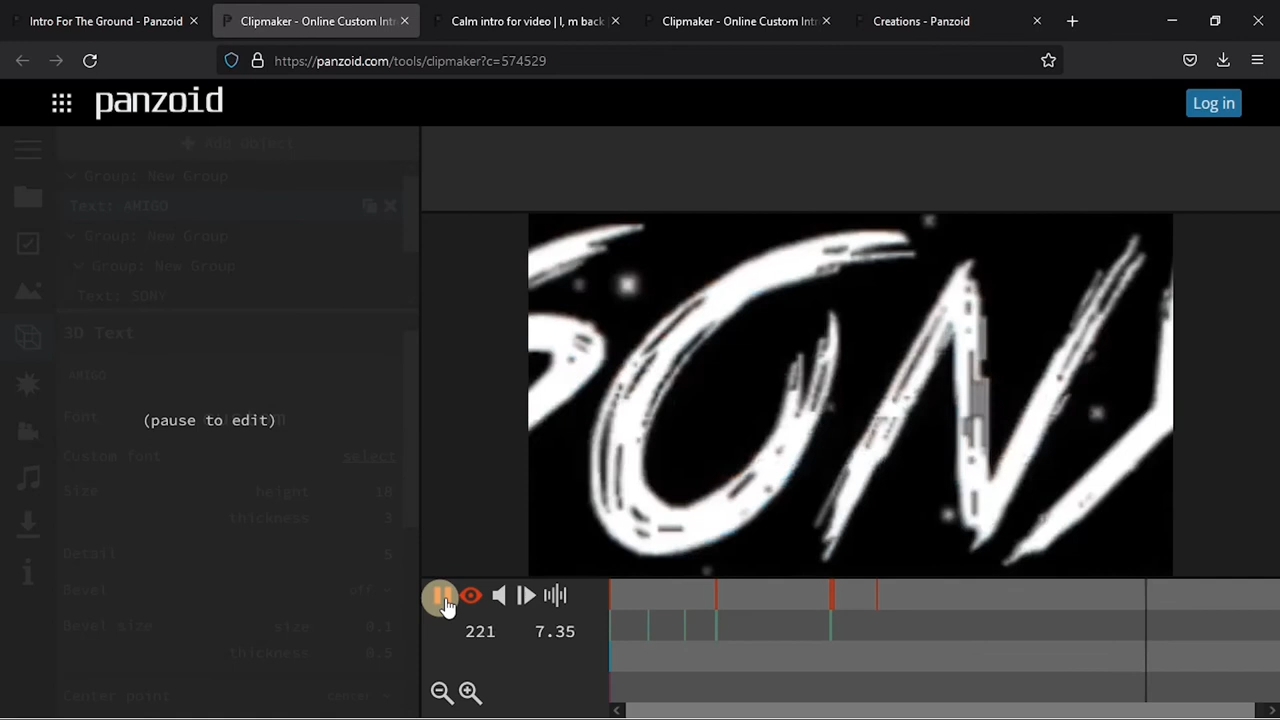 Intro For The Ground - Panzoid
Clipmaker - Online Custom Int
Calm intro for video | I, m back
Clipmaker - Online Custom Int
Creations - Panzoid
https://panzoid.com/tools/clipmaker?c=574529
panzoid
Log in
Add Object
Group: New Group
Text: AMIGO
Group: New Group
Group: New Group
Text: SONY
3D Text
AMIGO
Font
(pause to edit)
Custom font select
Size height 18
thickness 3
Detail 5
Bevel off
Bevel size size 0.1
thickness 0.5
Center point center
SONY
221 7.35